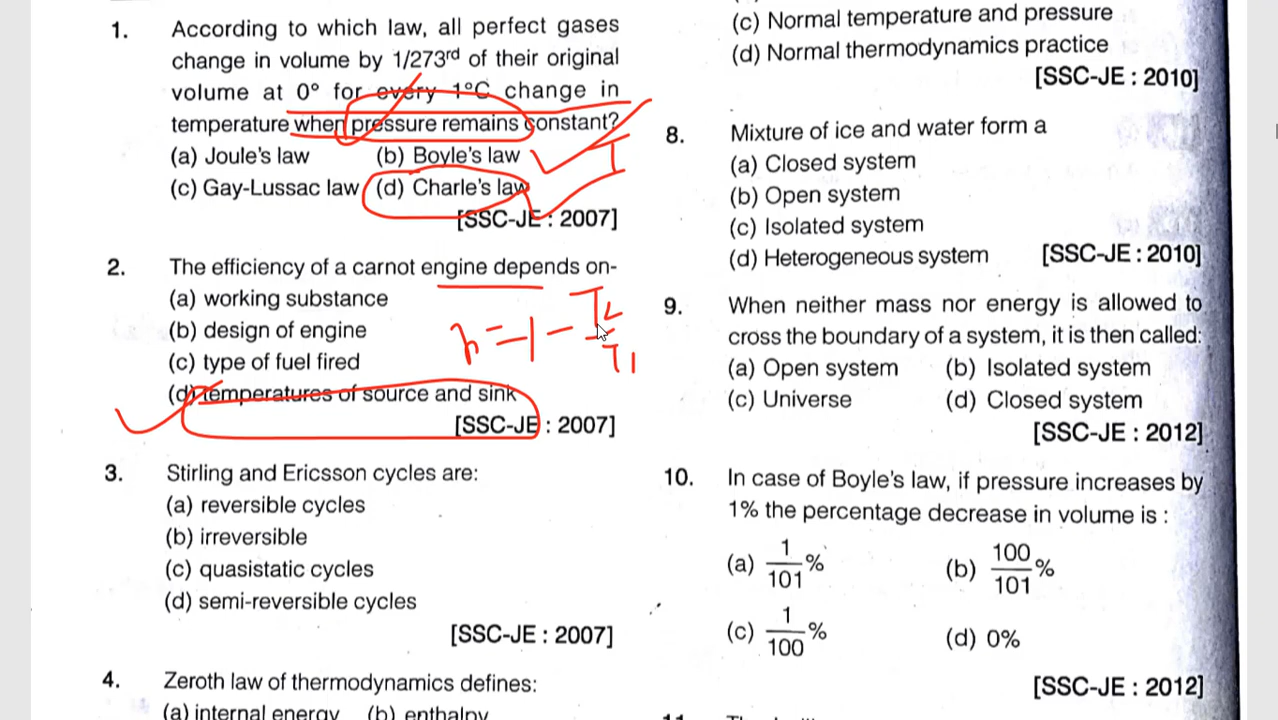 1. According to which law, all perfect gases
change in volume by 1/273rd of their original
volume at 0° for every 1°C change in
temperature when pressure remains constant?
(a) Joule's law (b) Boyle's law
(c) Gay-Lussac law (d) Charle's law
[SSC-JE : 2007]
2. The efficiency of a carnot engine depends on-
(a) working substance
(b) design of engine
(c) type of fuel fired
(d) temperatures of source and sink
[SSC-JE : 2007]
η = 1 - T2
T1
3. Stirling and Ericsson cycles are:
(a) reversible cycles
(b) irreversible
(c) quasistatic cycles
(d) semi-reversible cycles
[SSC-JE : 2007]
4. Zeroth law of thermodynamics defines:
(a) internal energy (b) enthalpy
(c) Normal temperature and pressure
(d) Normal thermodynamics practice
[SSC-JE : 2010]
8. Mixture of ice and water form a
(a) Closed system
(b) Open system
(c) Isolated system
(d) Heterogeneous system [SSC-JE : 2010]
9. When neither mass nor energy is allowed to
cross the boundary of a system, it is then called:
(a) Open system (b) Isolated system
(c) Universe (d) Closed system
[SSC-JE : 2012]
10. In case of Boyle's law, if pressure increases by
1% the percentage decrease in volume is :
(a) 1/101 % (b) 100/101 %
(c) 1/100 % (d) 0%
[SSC-JE : 2012]